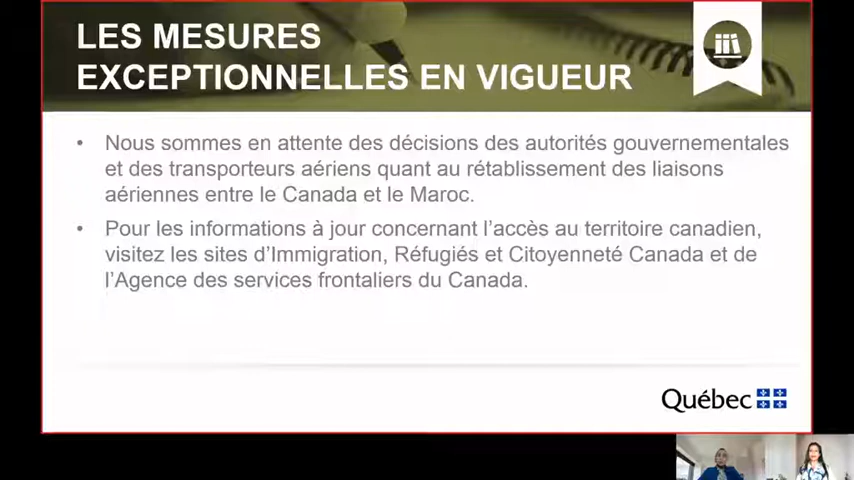 LES MESURES
EXCEPTIONNELLES EN VIGUEUR
• Nous sommes en attente des décisions des autorités gouvernementales
et des transporteurs aériens quant au rétablissement des liaisons
aériennes entre le Canada et le Maroc.
• Pour les informations à jour concernant l'accès au territoire canadien,
visitez les sites d'Immigration, Réfugiés et Citoyenneté Canada et de
l'Agence des services frontaliers du Canada.
Québec